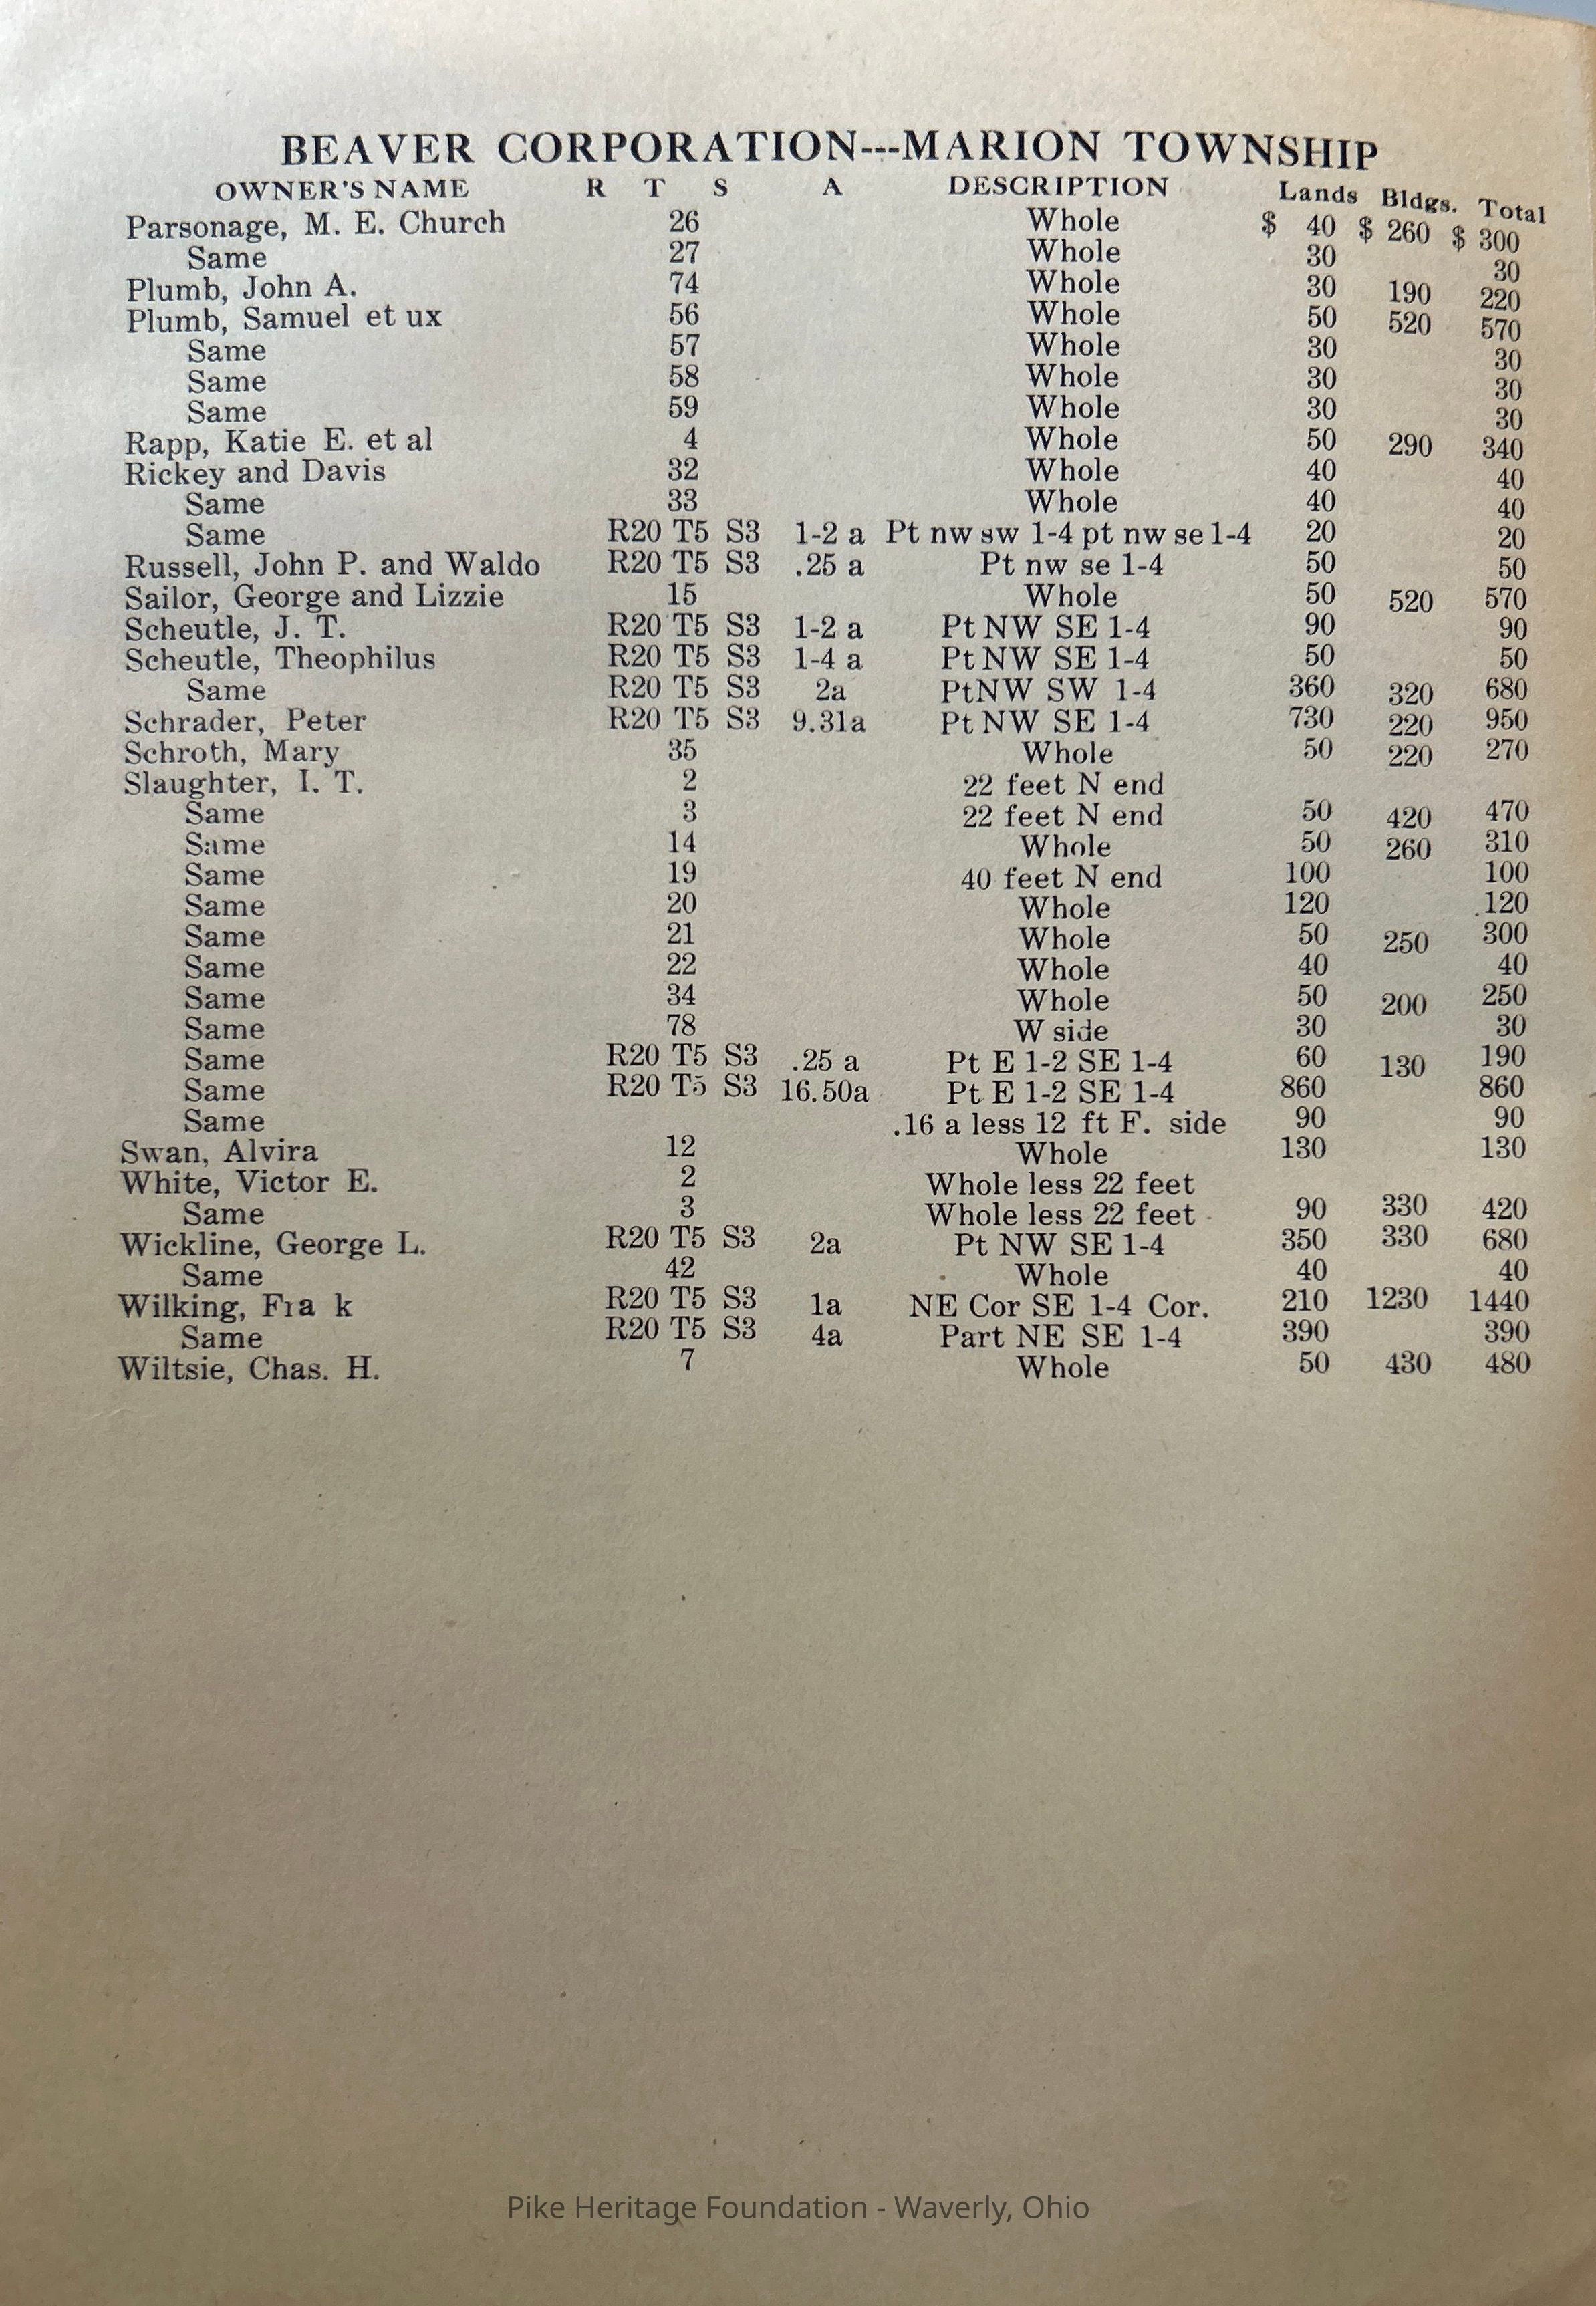 BEAVER CORPORATION---MARION TOWNSHIP
OWNER'S NAME R T S A DESCRIPTION Lands Bldgs. Total
Parsonage, M. E. Church 26 Whole $ 40 $ 260 $ 300
Same 27 Whole 30 30
Plumb, John A. 74 Whole 30 190 220
Plumb, Samuel et ux 56 Whole 50 520 570
Same 57 Whole 30 30
Same 58 Whole 30 30
Same 59 Whole 30 30
Rapp, Katie E. et al 4 Whole 50 290 340
Rickey and Davis 32 Whole 40 40
Same 33 Whole 40 40
Same R20 T5 S3 1-2 a Pt nw sw 1-4 pt nw se 1-4 20 20
Russell, John P. and Waldo R20 T5 S3 .25 a Pt nw se 1-4 50 50
Sailor, George and Lizzie 15 Whole 50 520 570
Scheutle, J. T. R20 T5 S3 1-2 a Pt NW SE 1-4 90 90
Scheutle, Theophilus R20 T5 S3 1-4 a Pt NW SE 1-4 50 50
Same R20 T5 S3 2a PtNW SW 1-4 360 320 680
Schrader, Peter R20 T5 S3 9.31a Pt NW SE 1-4 730 220 950
Schroth, Mary 35 Whole 50 220 270
Slaughter, I. T. 2 22 feet N end
Same 3 22 feet N end 50 420 470
Same 14 Whole 50 260 310
Same 19 40 feet N end 100 100
Same 20 Whole 120 120
Same 21 Whole 50 250 300
Same 22 Whole 40 40
Same 34 Whole 50 200 250
Same 78 W side 30 30
Same R20 T5 S3 .25 a Pt E 1-2 SE 1-4 60 130 190
Same R20 T5 S3 16.50a Pt E 1-2 SE 1-4 860 860
Same .16 a less 12 ft F. side 90 90
Swan, Alvira 12 Whole 130 130
White, Victor E. 2 Whole less 22 feet
Same 3 Whole less 22 feet 90 330 420
Wickline, George L. R20 T5 S3 2a Pt NW SE 1-4 350 330 680
Same 42 Whole 40 40
Wilking, Fra k R20 T5 S3 1a NE Cor SE 1-4 Cor. 210 1230 1440
Same R20 T5 S3 4a Part NE SE 1-4 390 390
Wiltsie, Chas. H. 7 Whole 50 430 480
Pike Heritage Foundation - Waverly, Ohio